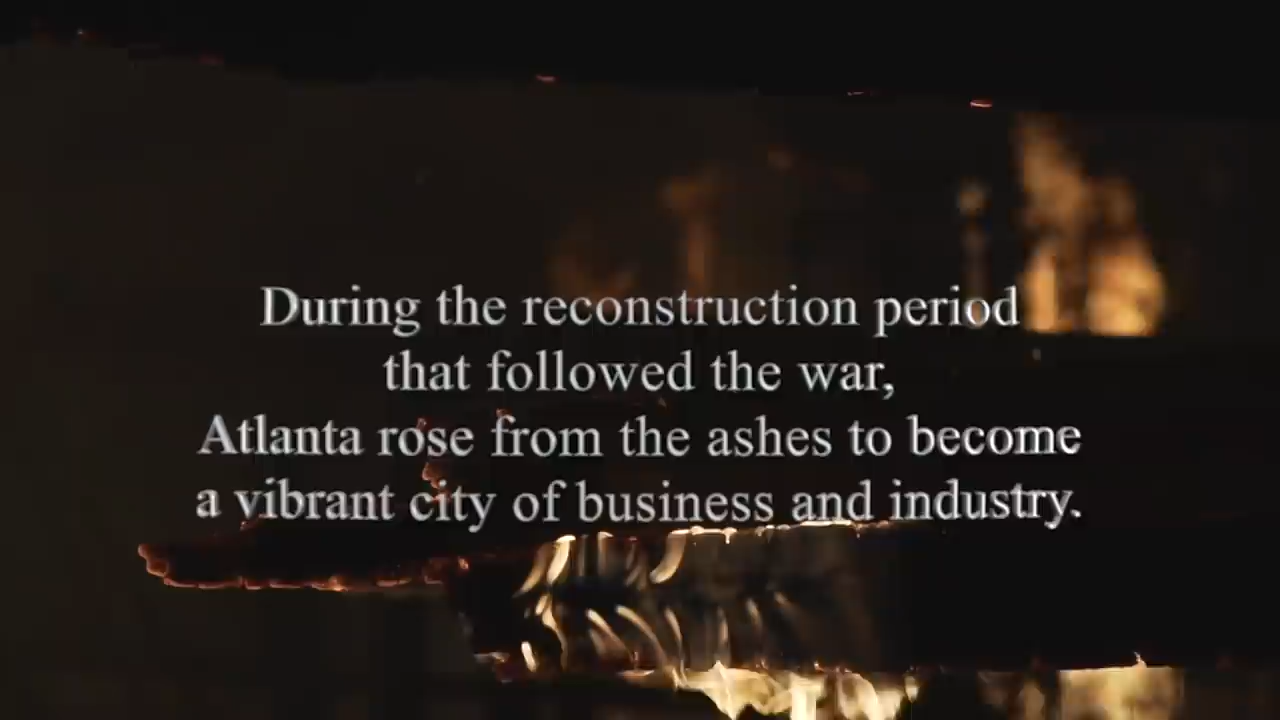 During the reconstruction period
that followed the war,
Atlanta rose from the ashes to become
a vibrant city of business and industry.